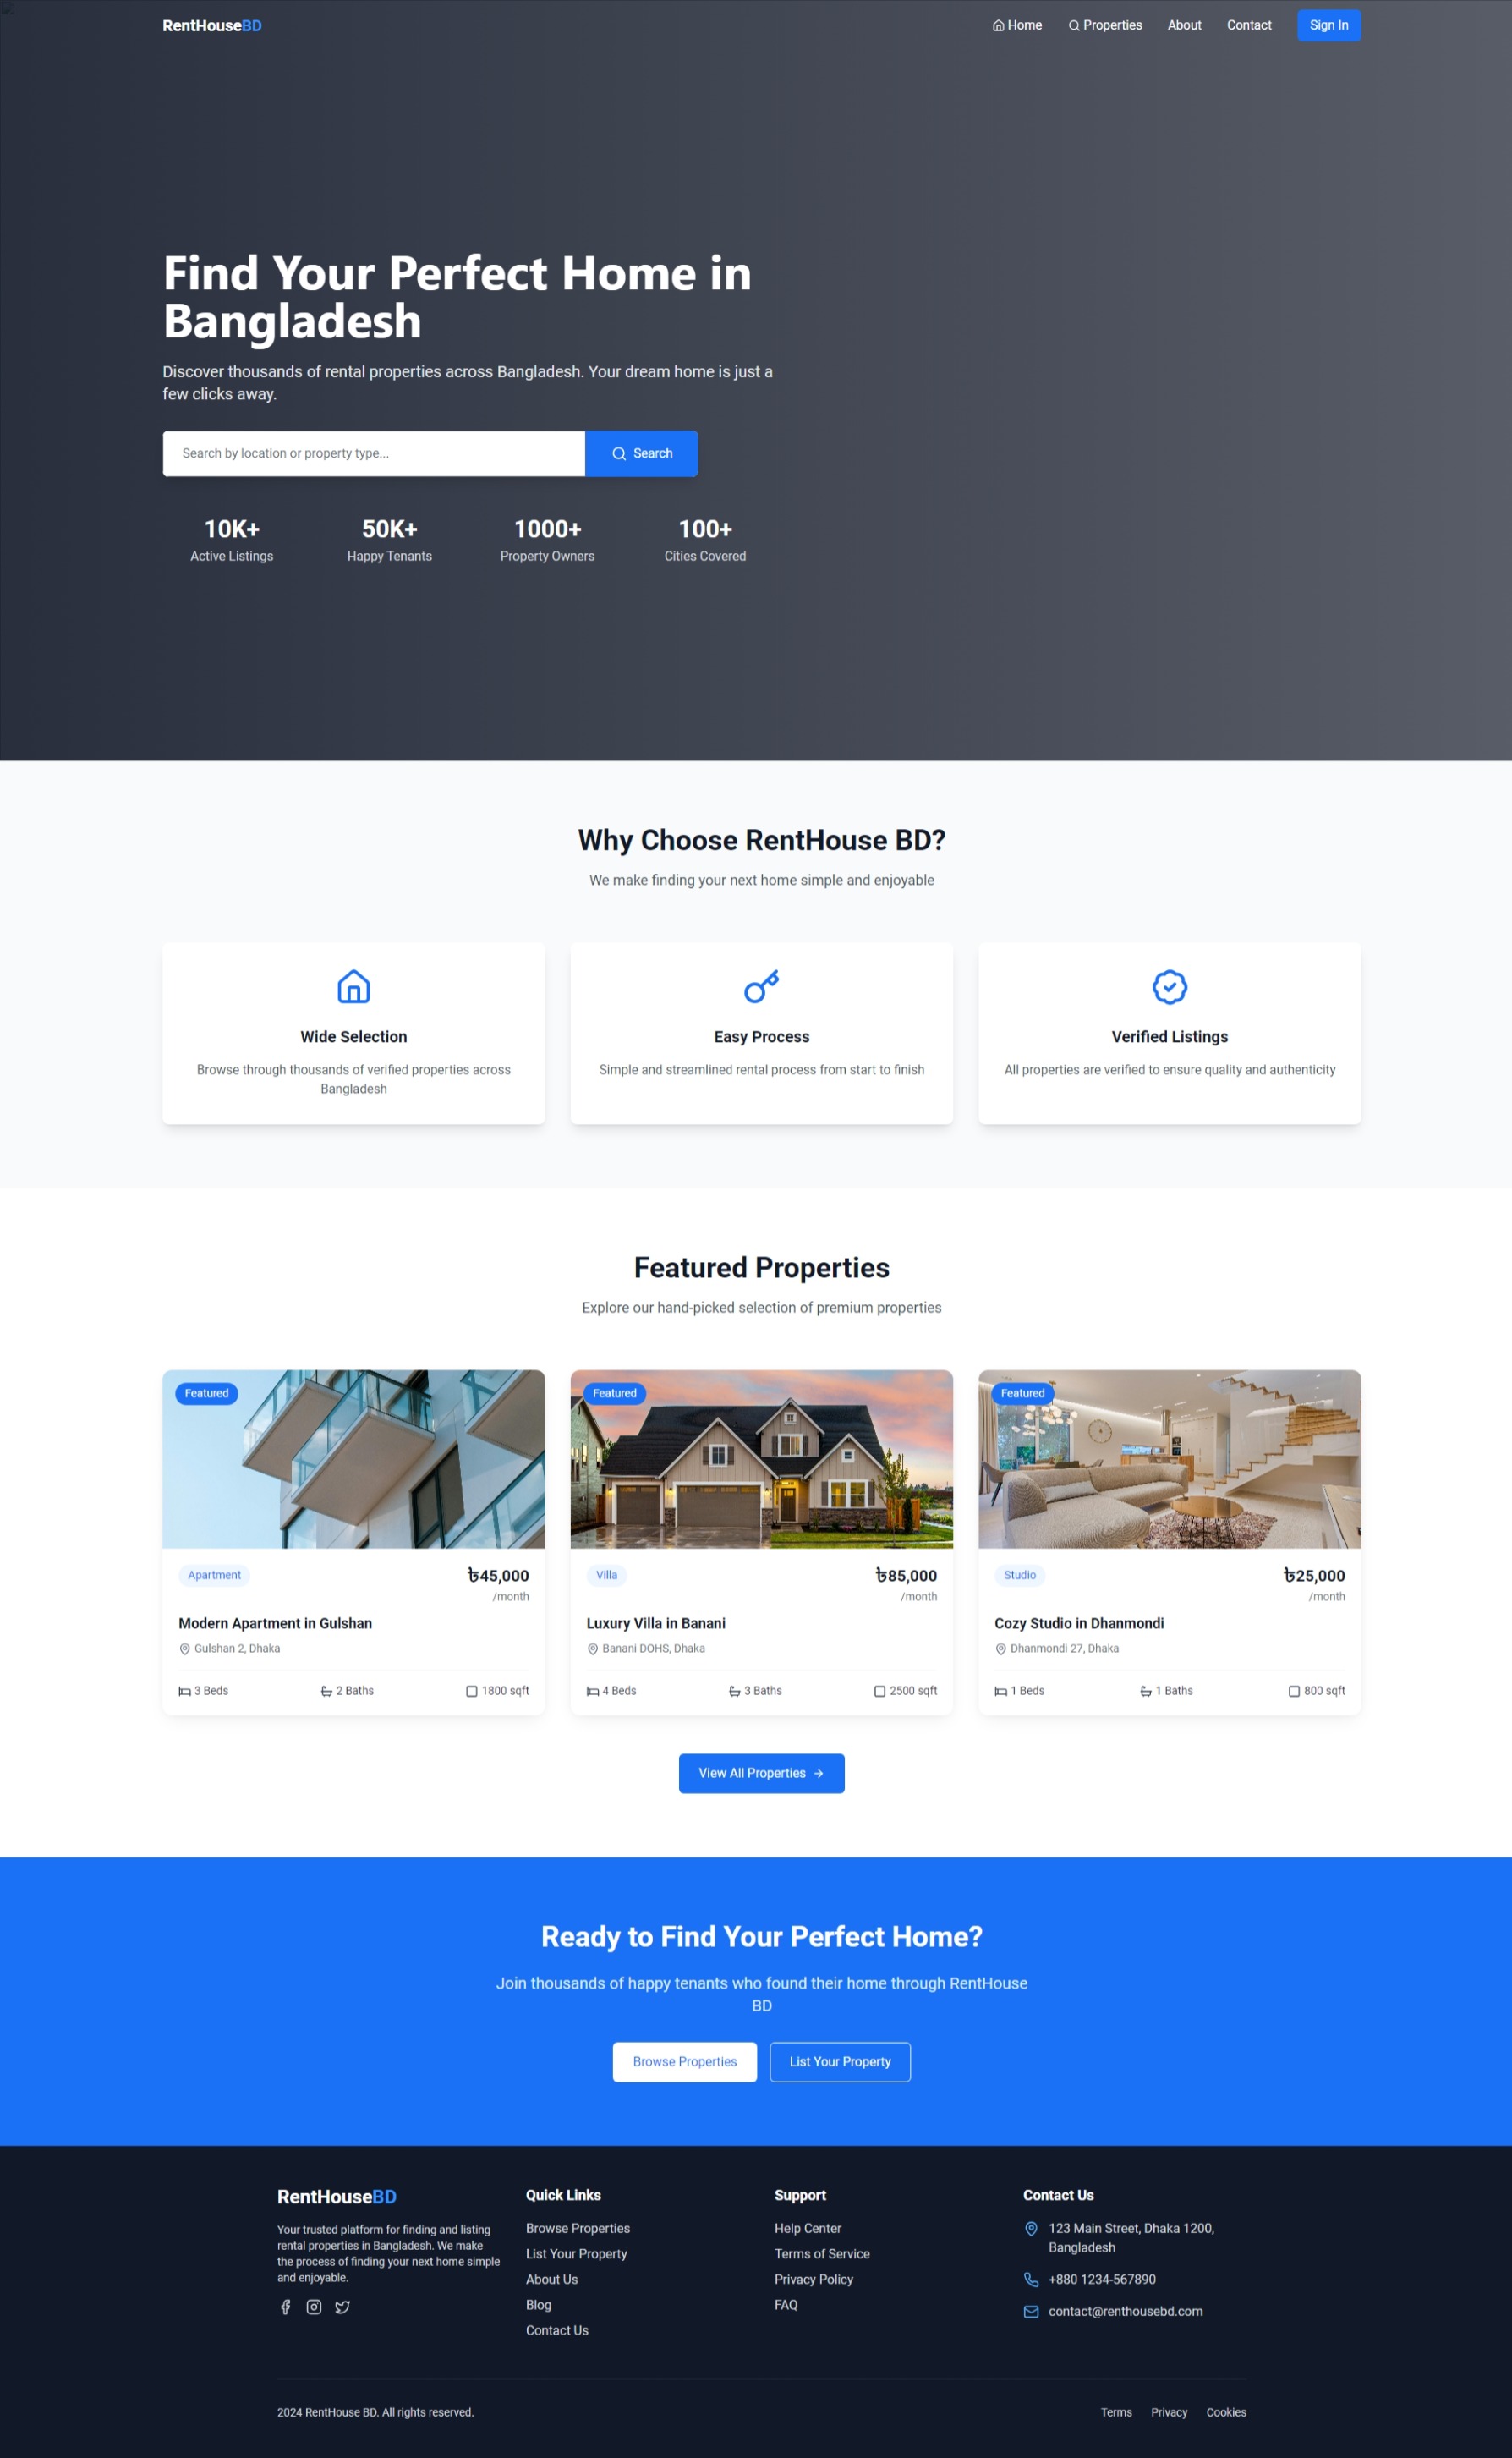 RentHouseBD
Home
Properties
About
Contact
Sign In
Find Your Perfect Home in
Bangladesh
Discover thousands of rental properties across Bangladesh. Your dream home is just a
few clicks away.
Search by location or property type...
Search
10K+
Active Listings
50K+
Happy Tenants
1000+
Property Owners
100+
Cities Covered
Why Choose RentHouse BD?
We make finding your next home simple and enjoyable
Wide Selection
Browse through thousands of verified properties across
Bangladesh
Easy Process
Simple and streamlined rental process from start to finish
Verified Listings
All properties are verified to ensure quality and authenticity
Featured Properties
Explore our hand-picked selection of premium properties
Featured
Apartment
৳45,000
/month
Modern Apartment in Gulshan
Gulshan 2, Dhaka
3 Beds
2 Baths
1800 sqft
Featured
Villa
৳85,000
/month
Luxury Villa in Banani
Banani DOHS, Dhaka
4 Beds
3 Baths
2500 sqft
Featured
Studio
৳25,000
/month
Cozy Studio in Dhanmondi
Dhanmondi 27, Dhaka
1 Beds
1 Baths
800 sqft
View All Properties →
Ready to Find Your Perfect Home?
Join thousands of happy tenants who found their home through RentHouse
BD
Browse Properties
List Your Property
RentHouseBD
Your trusted platform for finding and listing
rental properties in Bangladesh. We make
the process of finding your next home simple
and enjoyable.
Quick Links
Browse Properties
List Your Property
About Us
Blog
Contact Us
Support
Help Center
Terms of Service
Privacy Policy
FAQ
Contact Us
123 Main Street, Dhaka 1200,
Bangladesh
+880 1234-567890
contact@renthousebd.com
2024 RentHouse BD. All rights reserved.
Terms
Privacy
Cookies